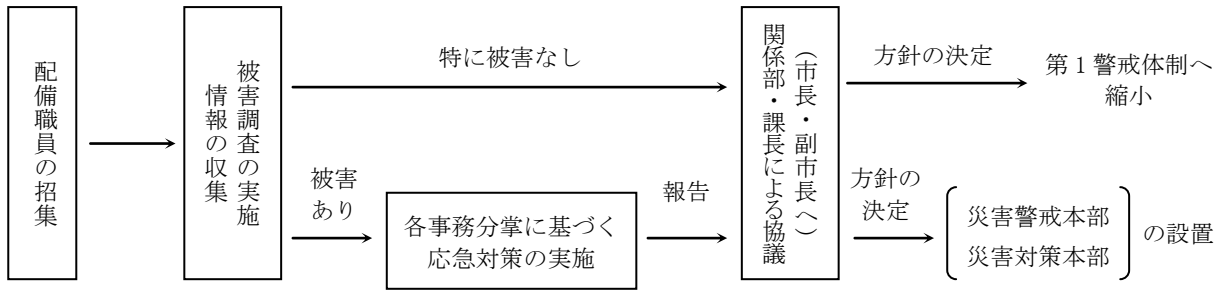 配備職員の招集
被害調査の実施
情報の収集
特に被害なし
被害
あり
各事務分掌に基づく
応急対策の実施
報告
関係部・課長による協議
（市長・副市長へ）
方針の決定
第１警戒体制へ
縮小
方針の
決定
災害警戒本部
災害対策本部
の設置